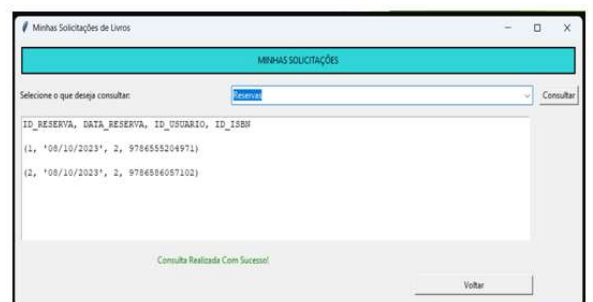 Minhas Solicitações de Livros
MINHAS SOLICITAÇÕES
Selecione o que deseja consultar: Reservas Consultar
ID_RESERVA, DATA_RESERVA, ID_USUARIO, ID_ISBN
(1, '08/10/2023', 2, 9786555204971)
(2, '08/10/2023', 2, 9786586057102)
Consulta Realizada Com Sucesso!
Voltar